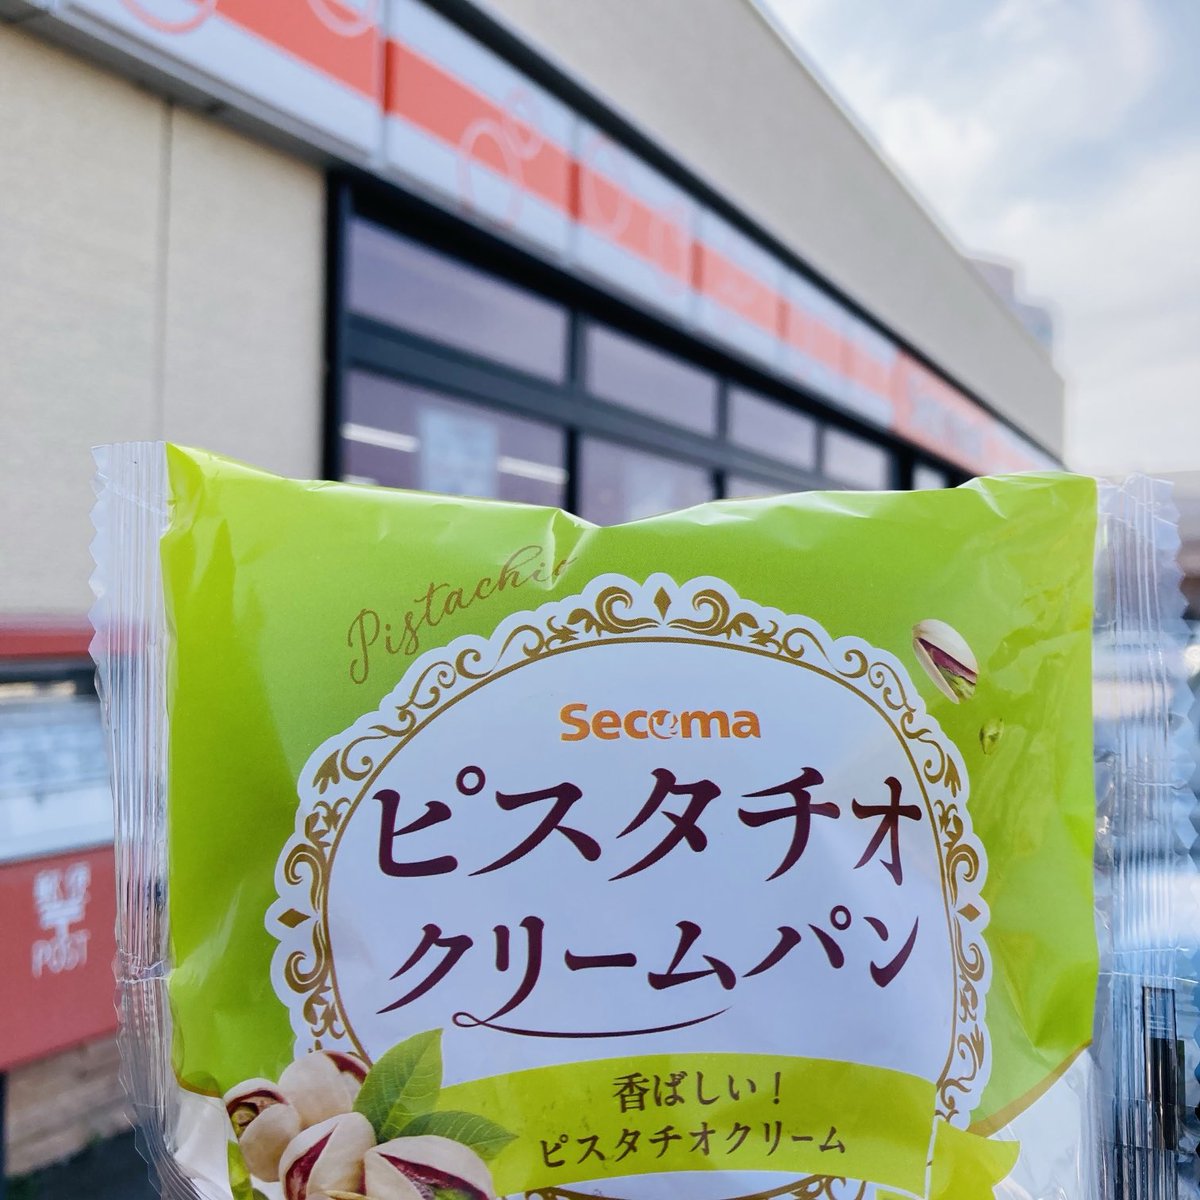 Pistachio
Secoma
ピスタチオ
クリームパン
香ばしい！
ピスタチオクリーム
POST